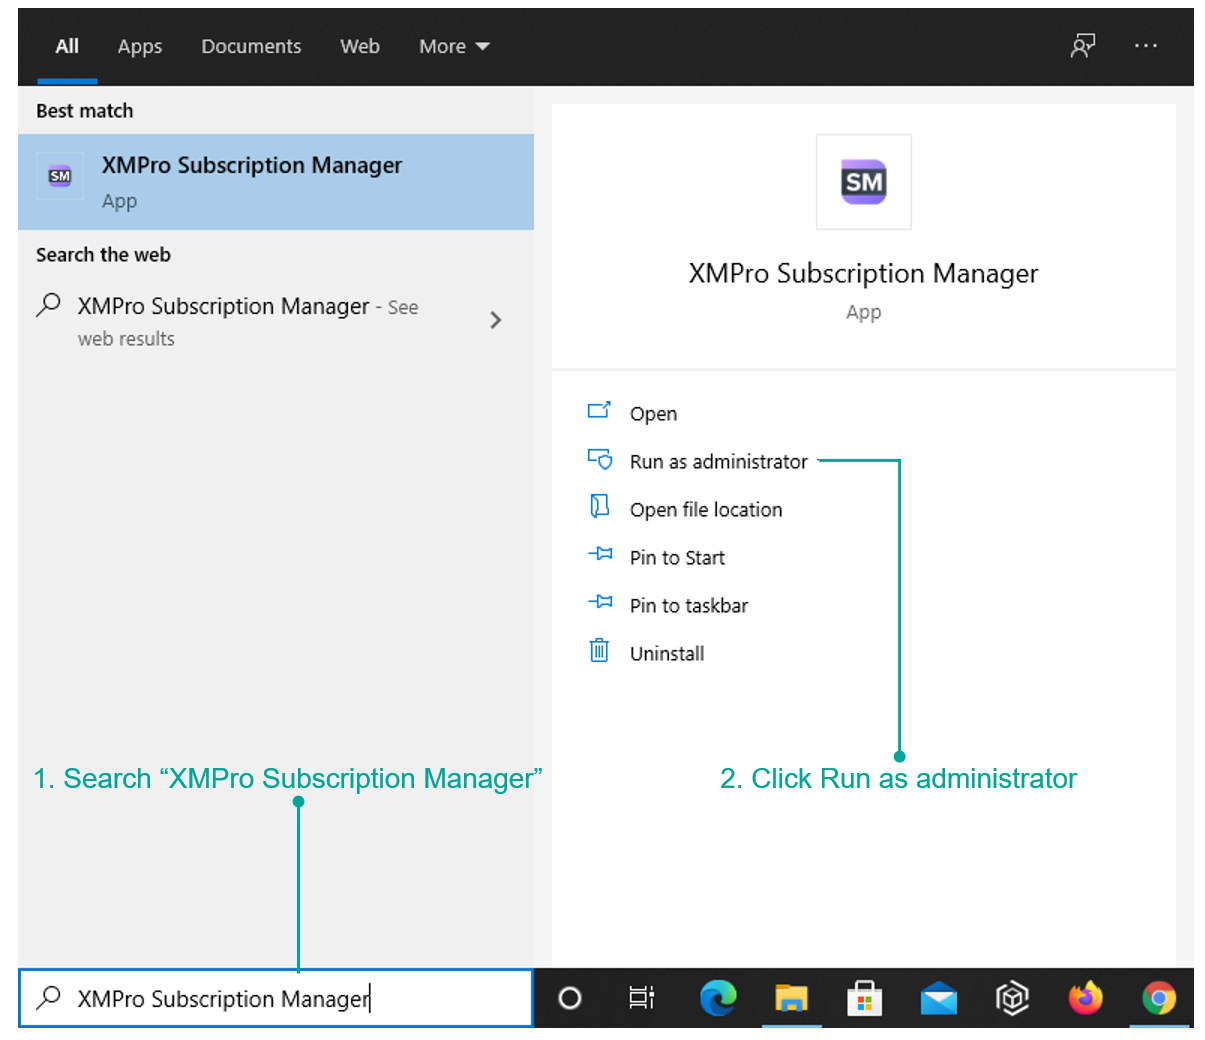 All Apps Documents Web More
Best match
SM
XMPro Subscription Manager
App
Search the web
XMPro Subscription Manager - See
web results
SM
XMPro Subscription Manager
App
Open
Run as administrator
Open file location
Pin to Start
Pin to taskbar
Uninstall
1. Search “XMPro Subscription Manager”
2. Click Run as administrator
XMPro Subscription Manager